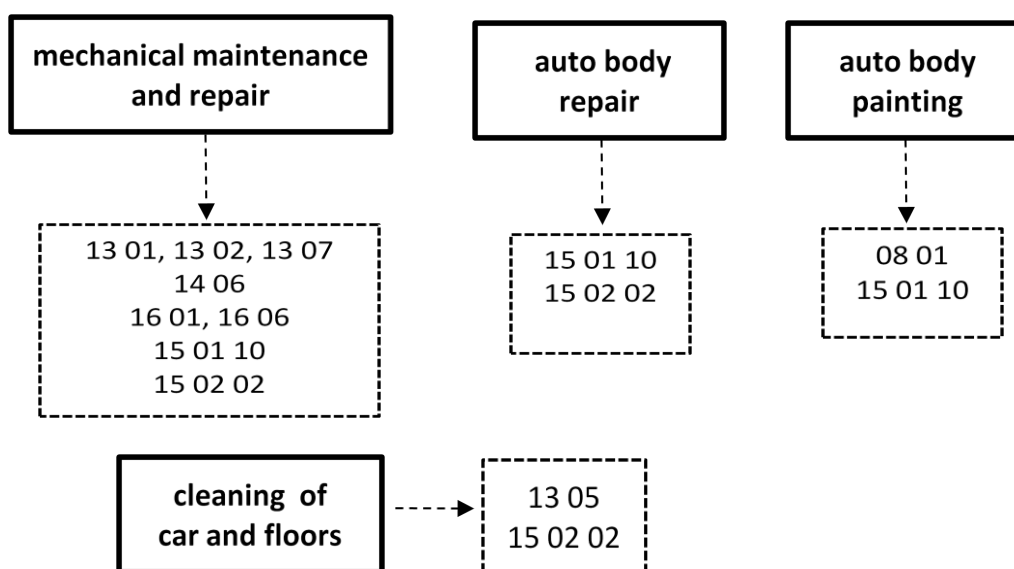 mechanical maintenance
and repair
13 01, 13 02, 13 07
14 06
16 01, 16 06
15 01 10
15 02 02
auto body
repair
15 01 10
15 02 02
auto body
painting
08 01
15 01 10
cleaning of
car and floors
13 05
15 02 02